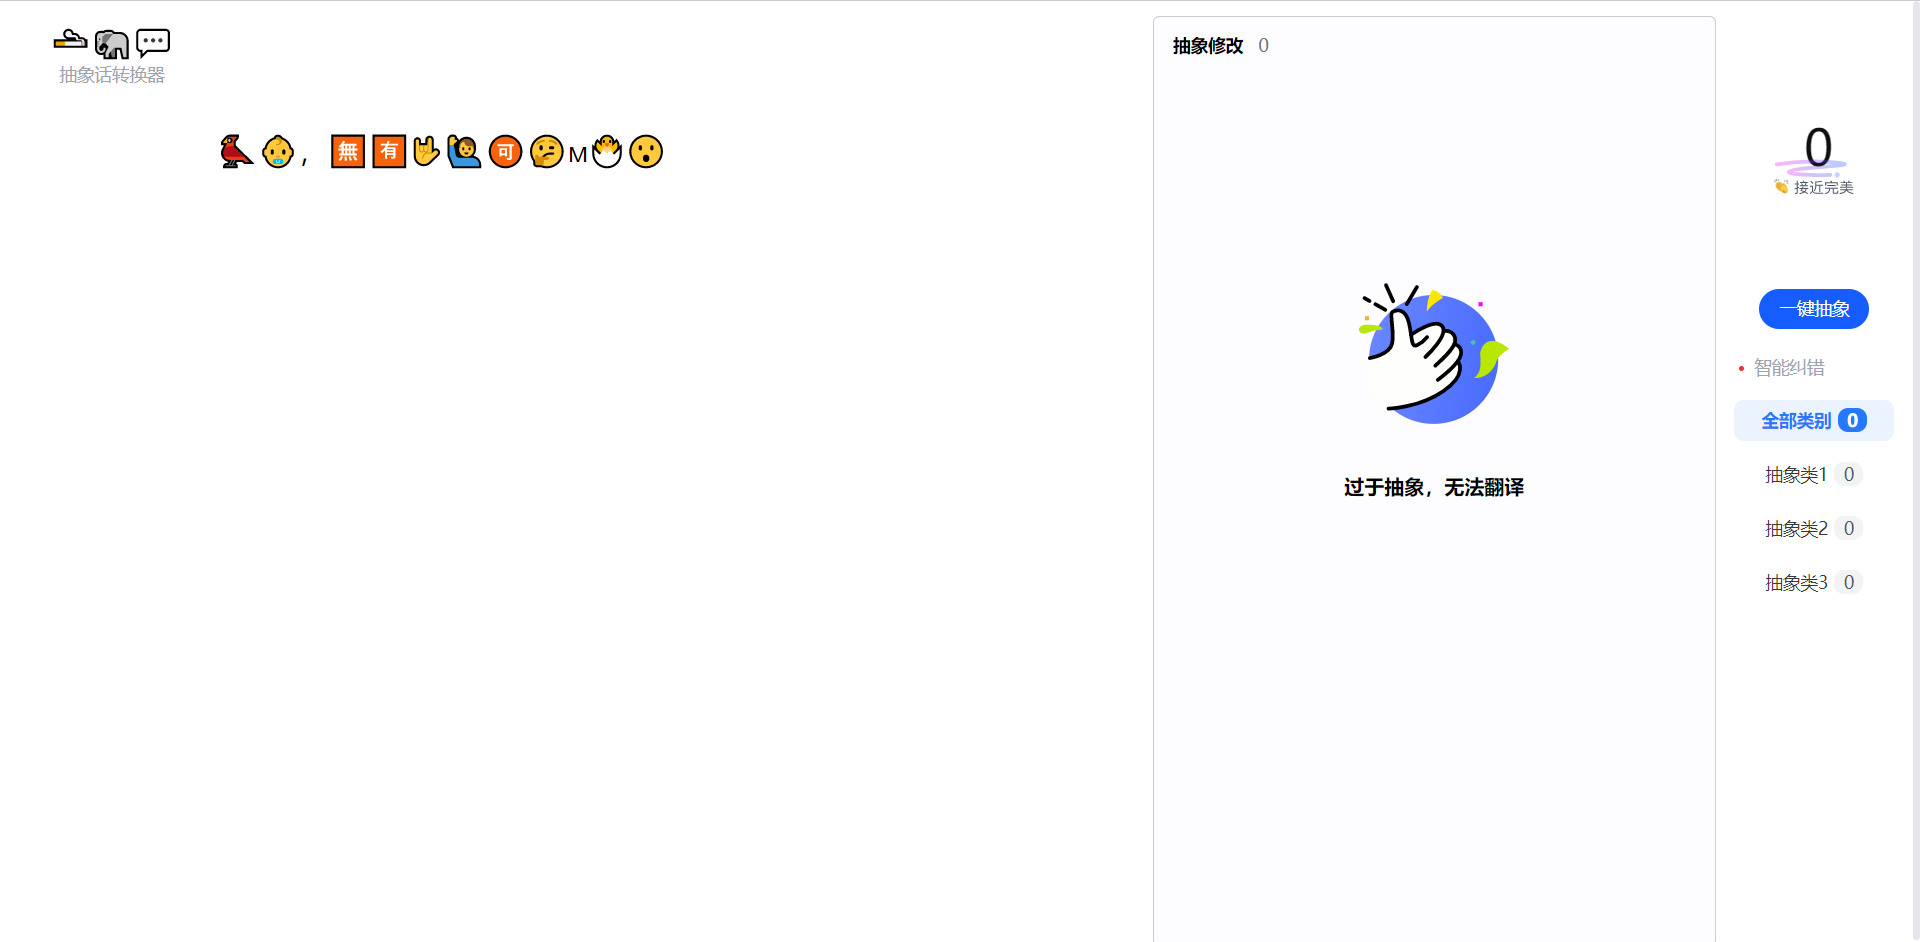 🚬🐘💬
抽象话转换器
🐦👶，🈚🈶🤟🙋🉑🤔M🐣😮
抽象修改 0
过于抽象，无法翻译
0
👏 接近完美
一键抽象
• 智能纠错
全部类别 0
抽象类1 0
抽象类2 0
抽象类3 0